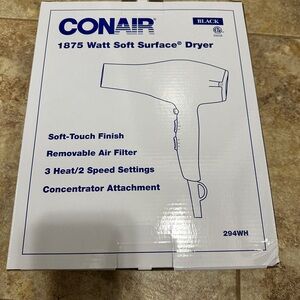 CONAIR
BLACK
1875 Watt Soft Surface® Dryer
Soft-Touch Finish
Removable Air Filter
3 Heat/2 Speed Settings
Concentrator Attachment
294WH